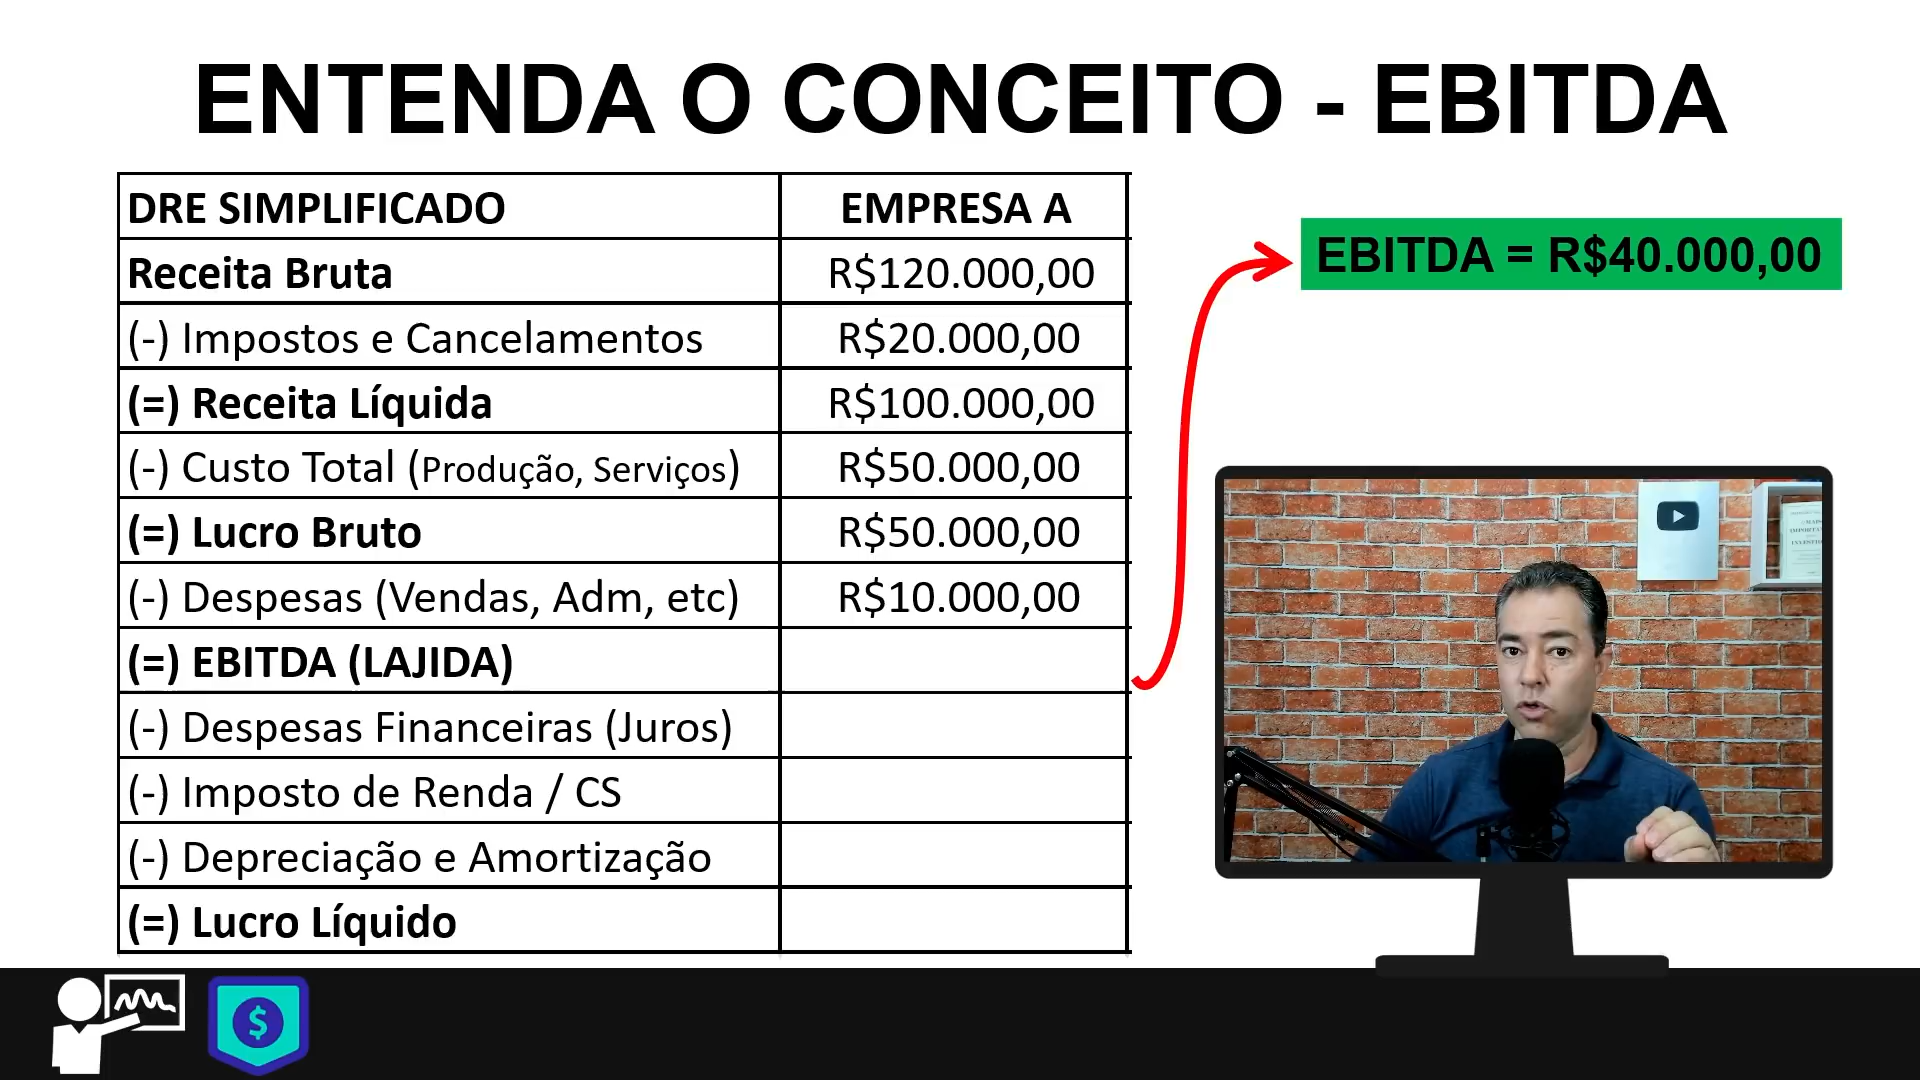 ENTENDA O CONCEITO - EBITDA
DRE SIMPLIFICADO EMPRESA A
Receita Bruta R$120.000,00
(-) Impostos e Cancelamentos R$20.000,00
(=) Receita Líquida R$100.000,00
(-) Custo Total (Produção, Serviços) R$50.000,00
(=) Lucro Bruto R$50.000,00
(-) Despesas (Vendas, Adm, etc) R$10.000,00
(=) EBITDA (LAJIDA)
(-) Despesas Financeiras (Juros)
(-) Imposto de Renda / CS
(-) Depreciação e Amortização
(=) Lucro Líquido
EBITDA = R$40.000,00
$